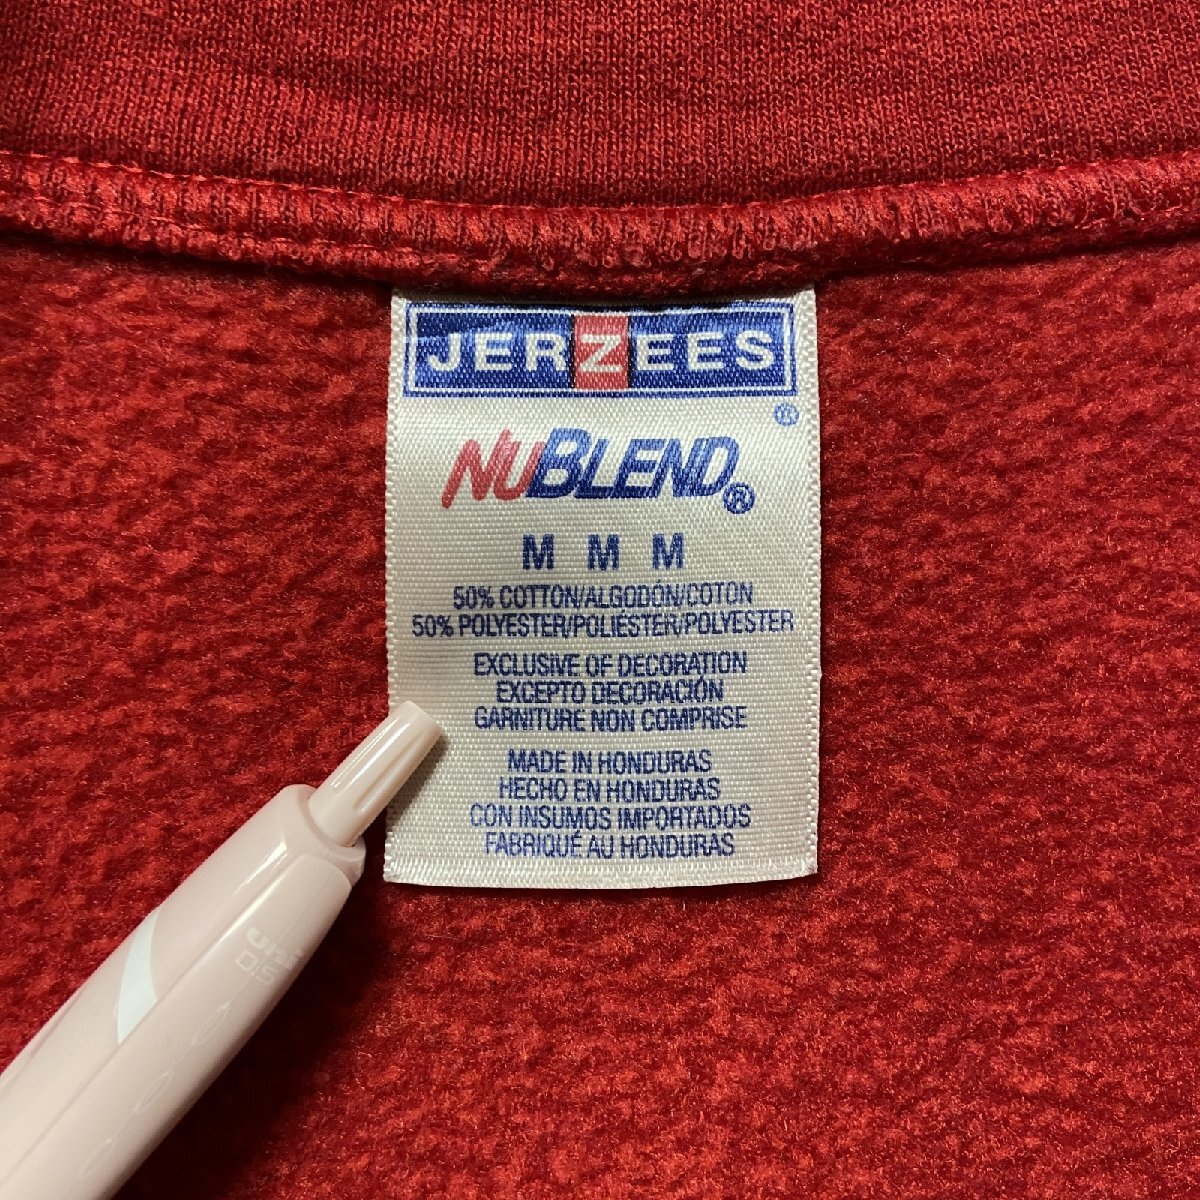 JERZEES
®
NUBLEND®
M M M
50% COTTON/ALGODÓN/COTON
50% POLYESTER/POLIÉSTER/POLYESTER
EXCLUSIVE OF DECORATION
EXCEPTO DECORACIÓN
GARNITURE NON COMPRISE
MADE IN HONDURAS
HECHO EN HONDURAS
CON INSUMOS IMPORTADOS
FABRIQUÉ AU HONDURAS